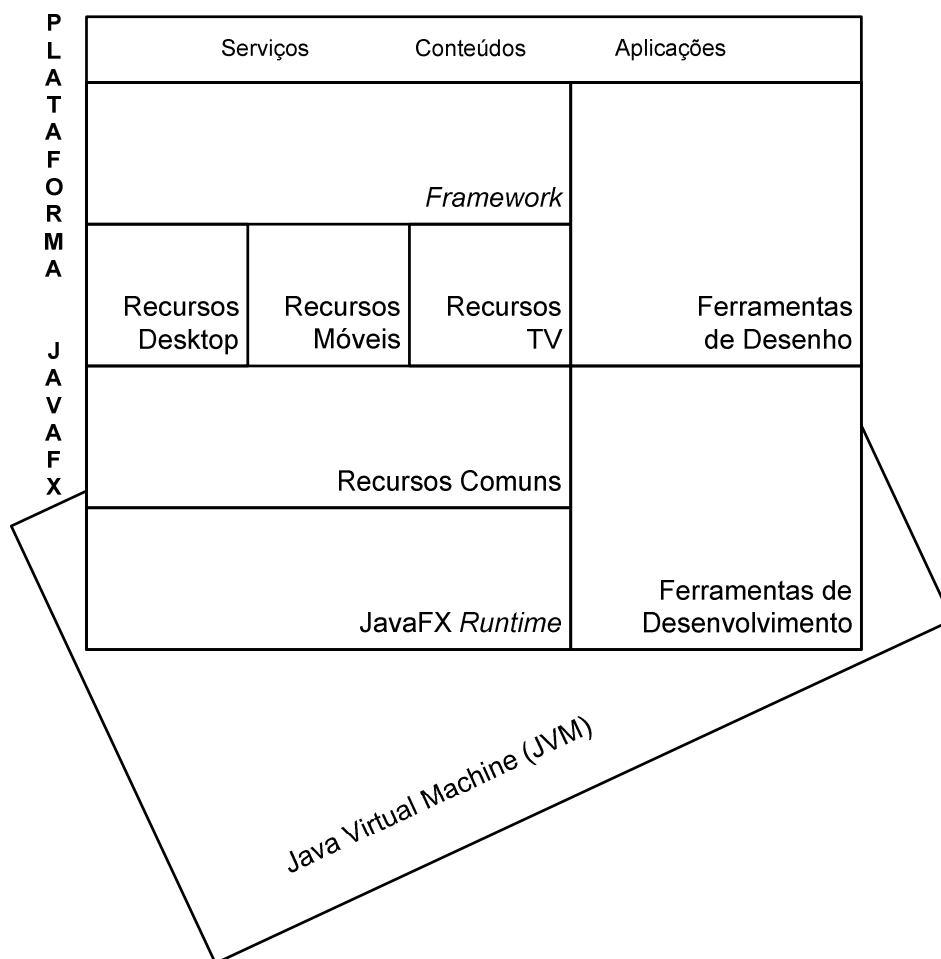 PLATAFORMA JAVAFX
Serviços Conteúdos Aplicações
Framework
Recursos
Desktop
Recursos
Móveis
Recursos
TV
Ferramentas
de Desenho
Recursos Comuns
JavaFX Runtime
Ferramentas de
Desenvolvimento
Java Virtual Machine (JVM)